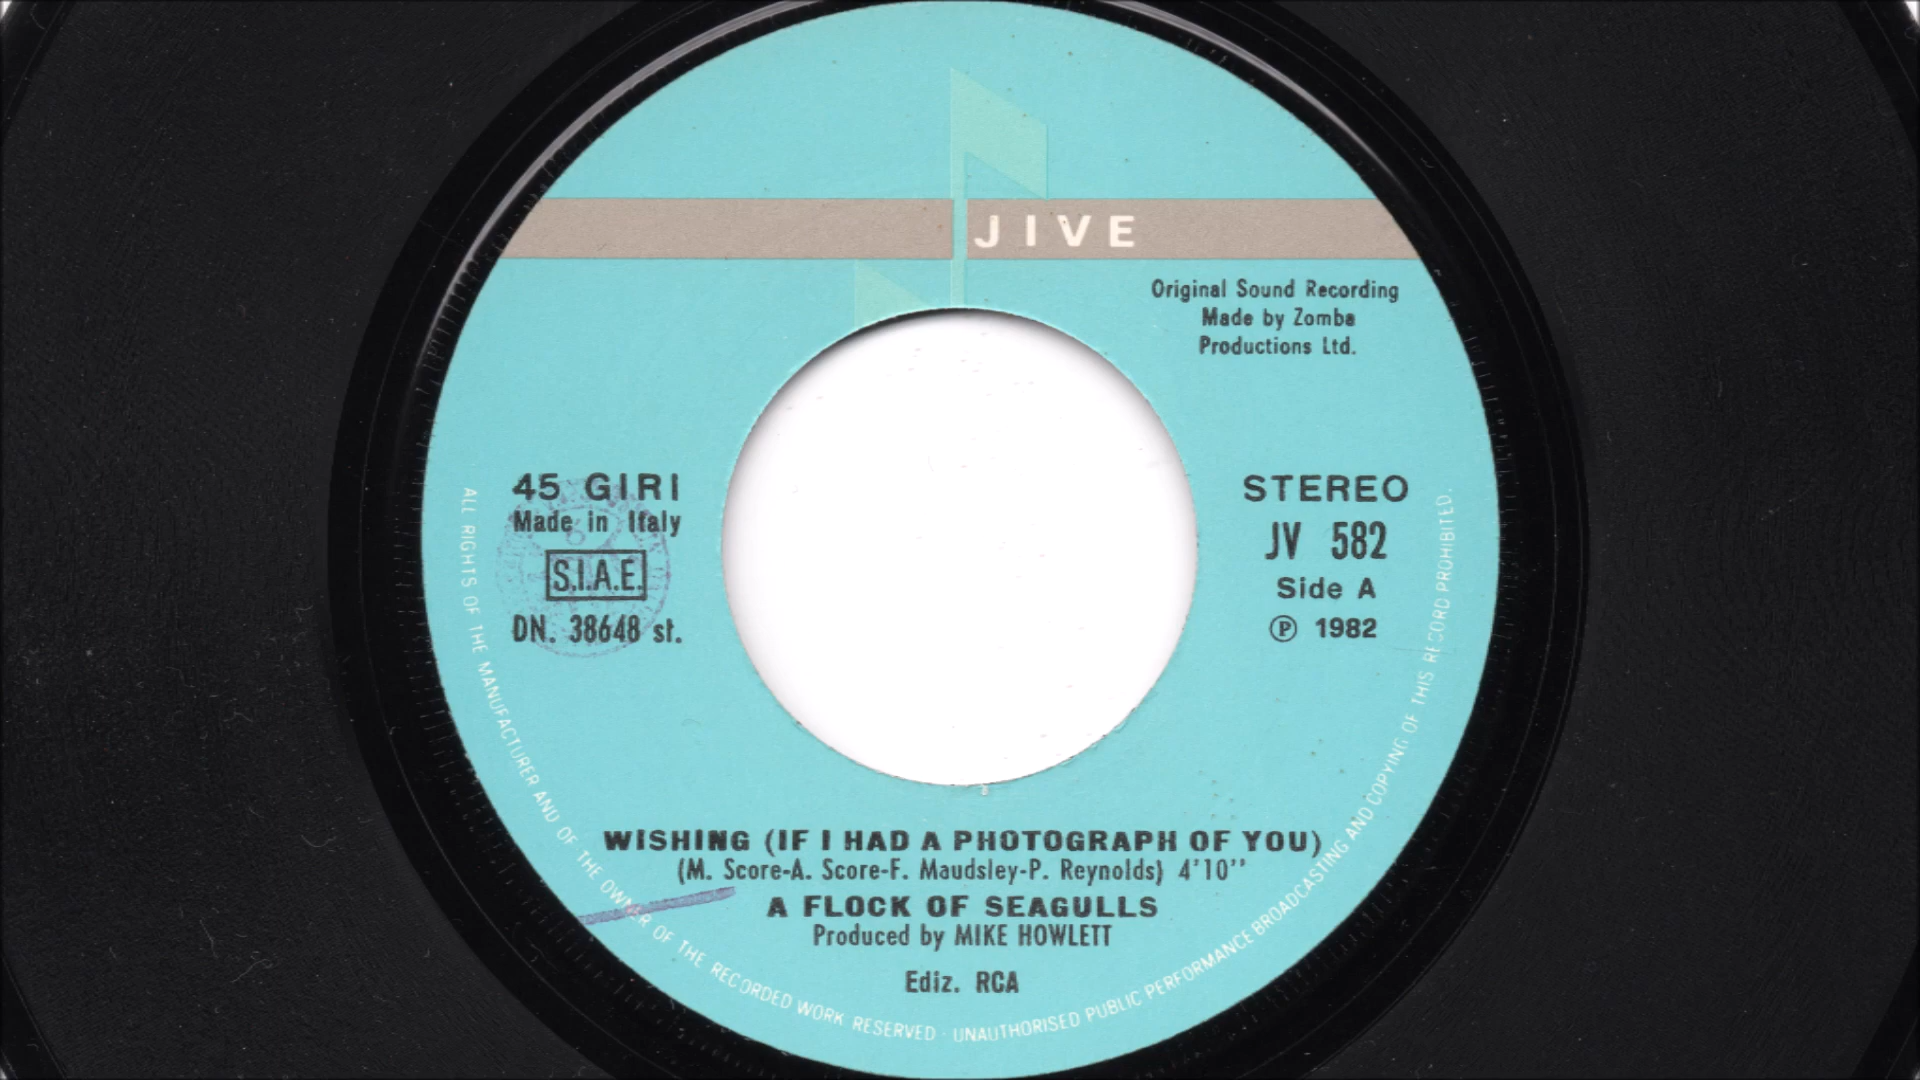 JIVE
Original Sound Recording
Made by Zomba
Productions Ltd.
45 GIRI
Made in Italy
S.I.A.E.
DN. 38648 st.
STEREO
JV 582
Side A
℗ 1982
WISHING (IF I HAD A PHOTOGRAPH OF YOU)
(M. Score-A. Score-F. Maudsley-P. Reynolds) 4'10''
A FLOCK OF SEAGULLS
Produced by MIKE HOWLETT
Ediz. RCA
ALL RIGHTS OF THE MANUFACTURER AND OF THE OWNER OF THE RECORDED WORK RESERVED · UNAUTHORISED PUBLIC PERFORMANCE BROADCASTING AND COPYING OF THIS RECORD PROHIBITED.